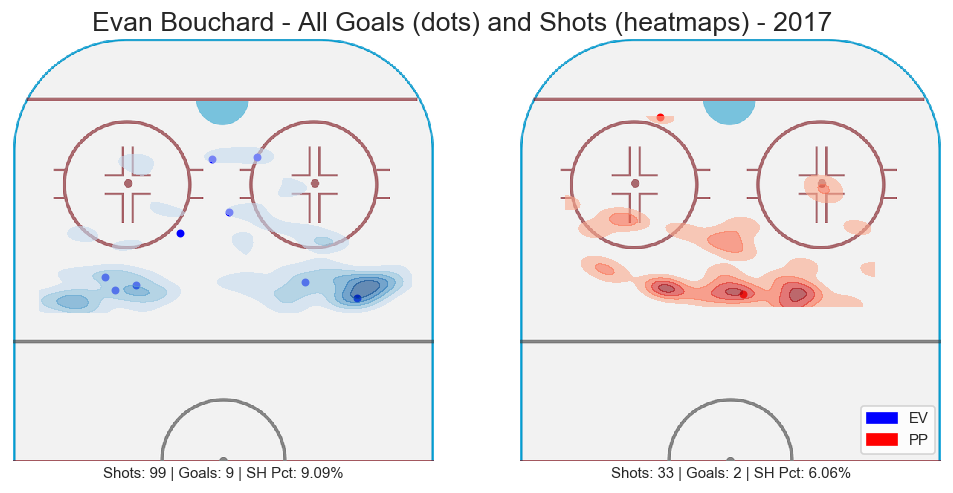 Evan Bouchard - All Goals (dots) and Shots (heatmaps) - 2017
EV
PP
Shots: 99 | Goals: 9 | SH Pct: 9.09%
Shots: 33 | Goals: 2 | SH Pct: 6.06%